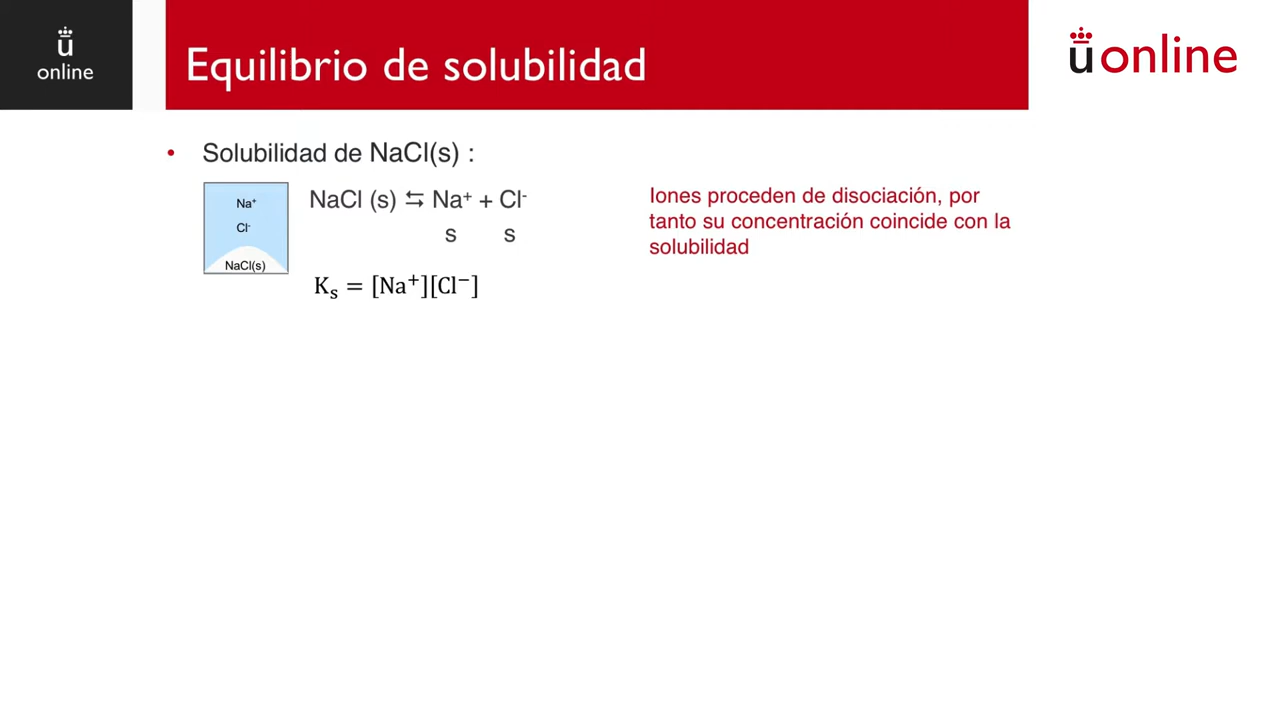 ü
online
Equilibrio de solubilidad
üonline
• Solubilidad de NaCl(s) :
Na⁺
Cl⁻
NaCl(s)
NaCl (s) ⇆ Na⁺ + Cl⁻
s s
Kₛ = [Na⁺][Cl⁻]
Iones proceden de disociación, por
tanto su concentración coincide con la
solubilidad